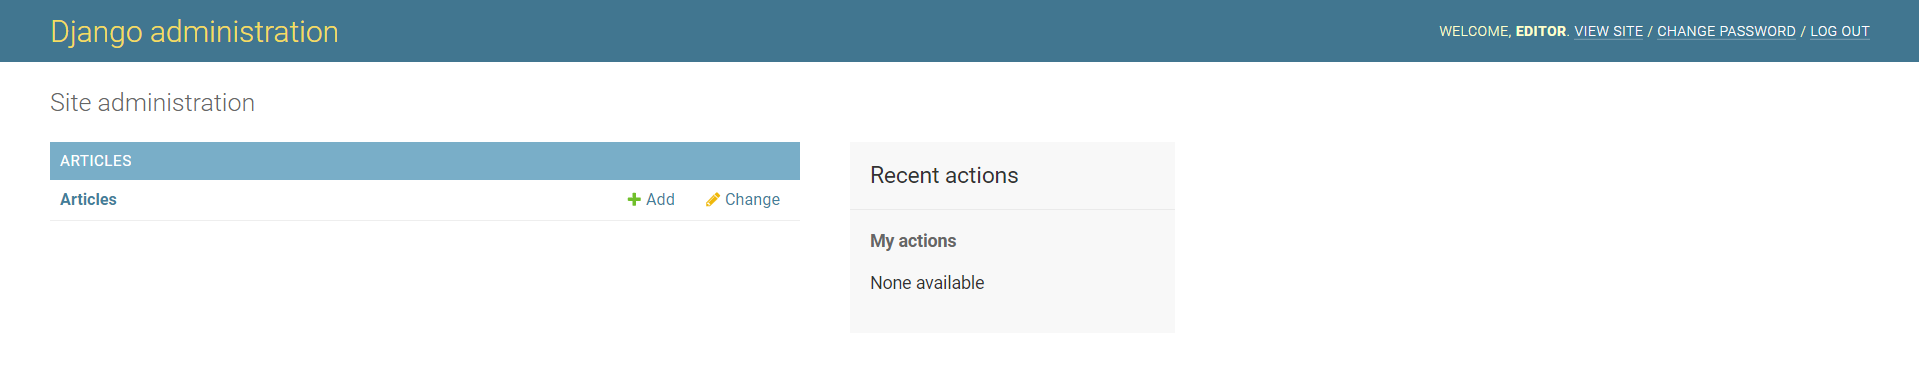 Django administration
WELCOME, EDITOR. VIEW SITE / CHANGE PASSWORD / LOG OUT
Site administration
ARTICLES
Articles Add Change
Recent actions
My actions
None available